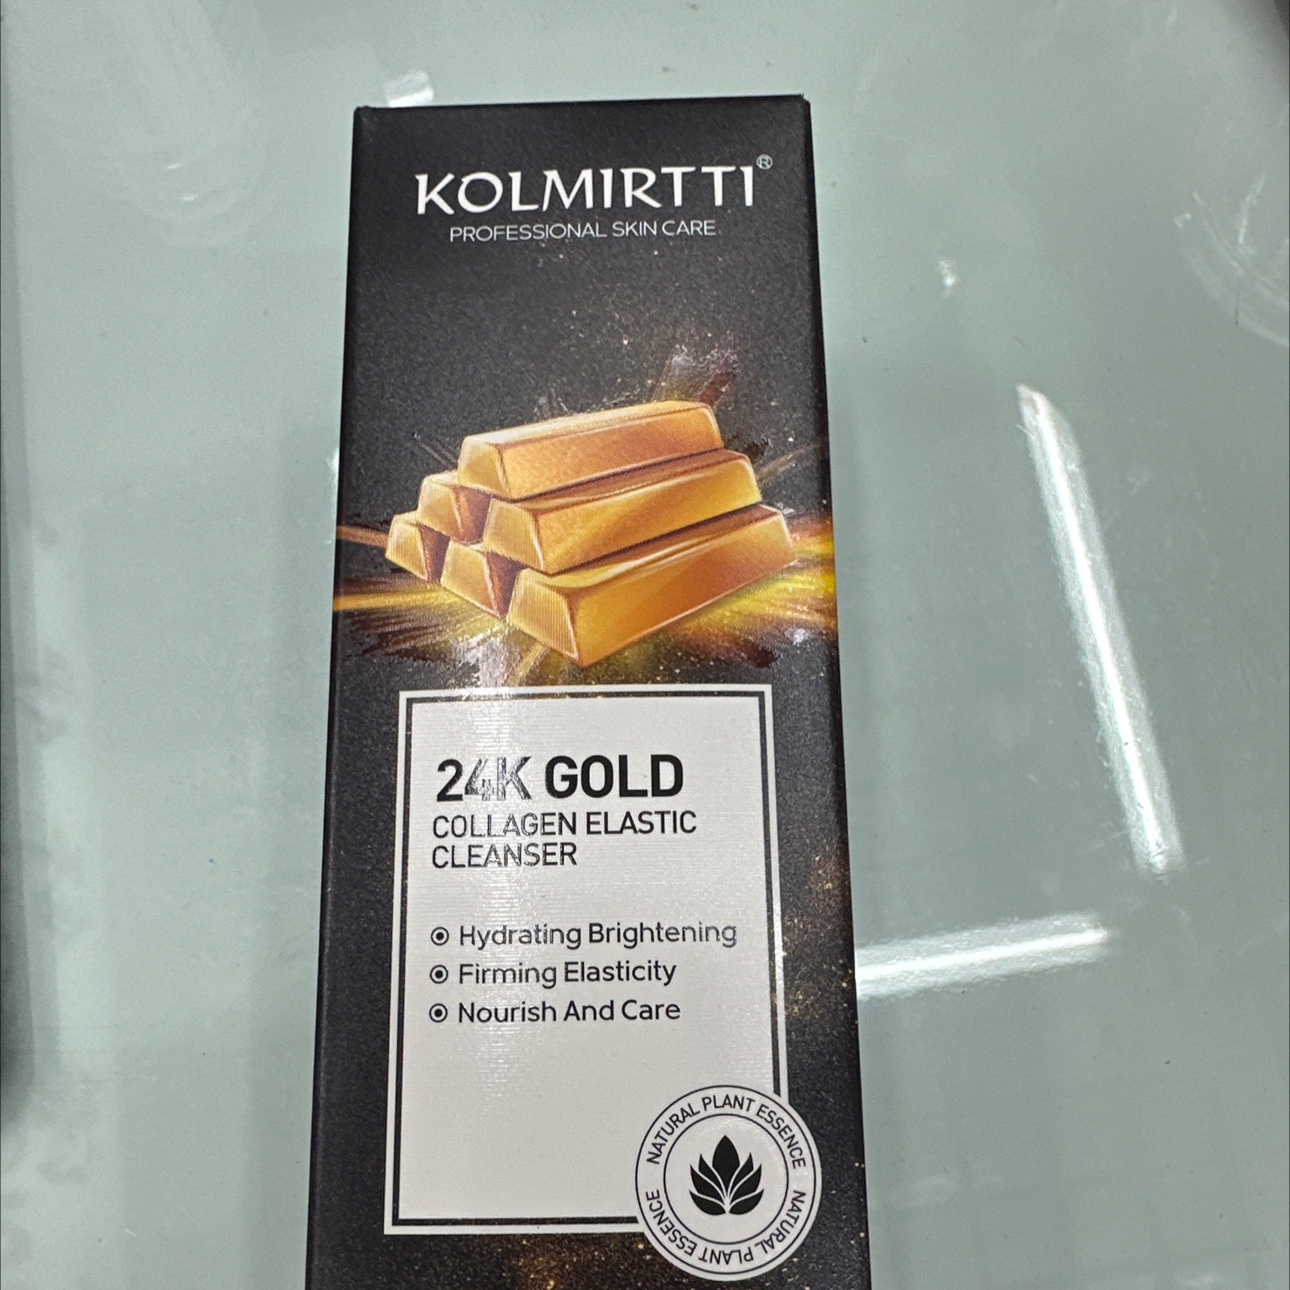 KOLMIRTTI®
PROFESSIONAL SKIN CARE
24K GOLD
COLLAGEN ELASTIC
CLEANSER
Hydrating Brightening
Firming Elasticity
Nourish And Care
NATURAL PLANT ESSENCE
NATURAL PLANT ESSENCE